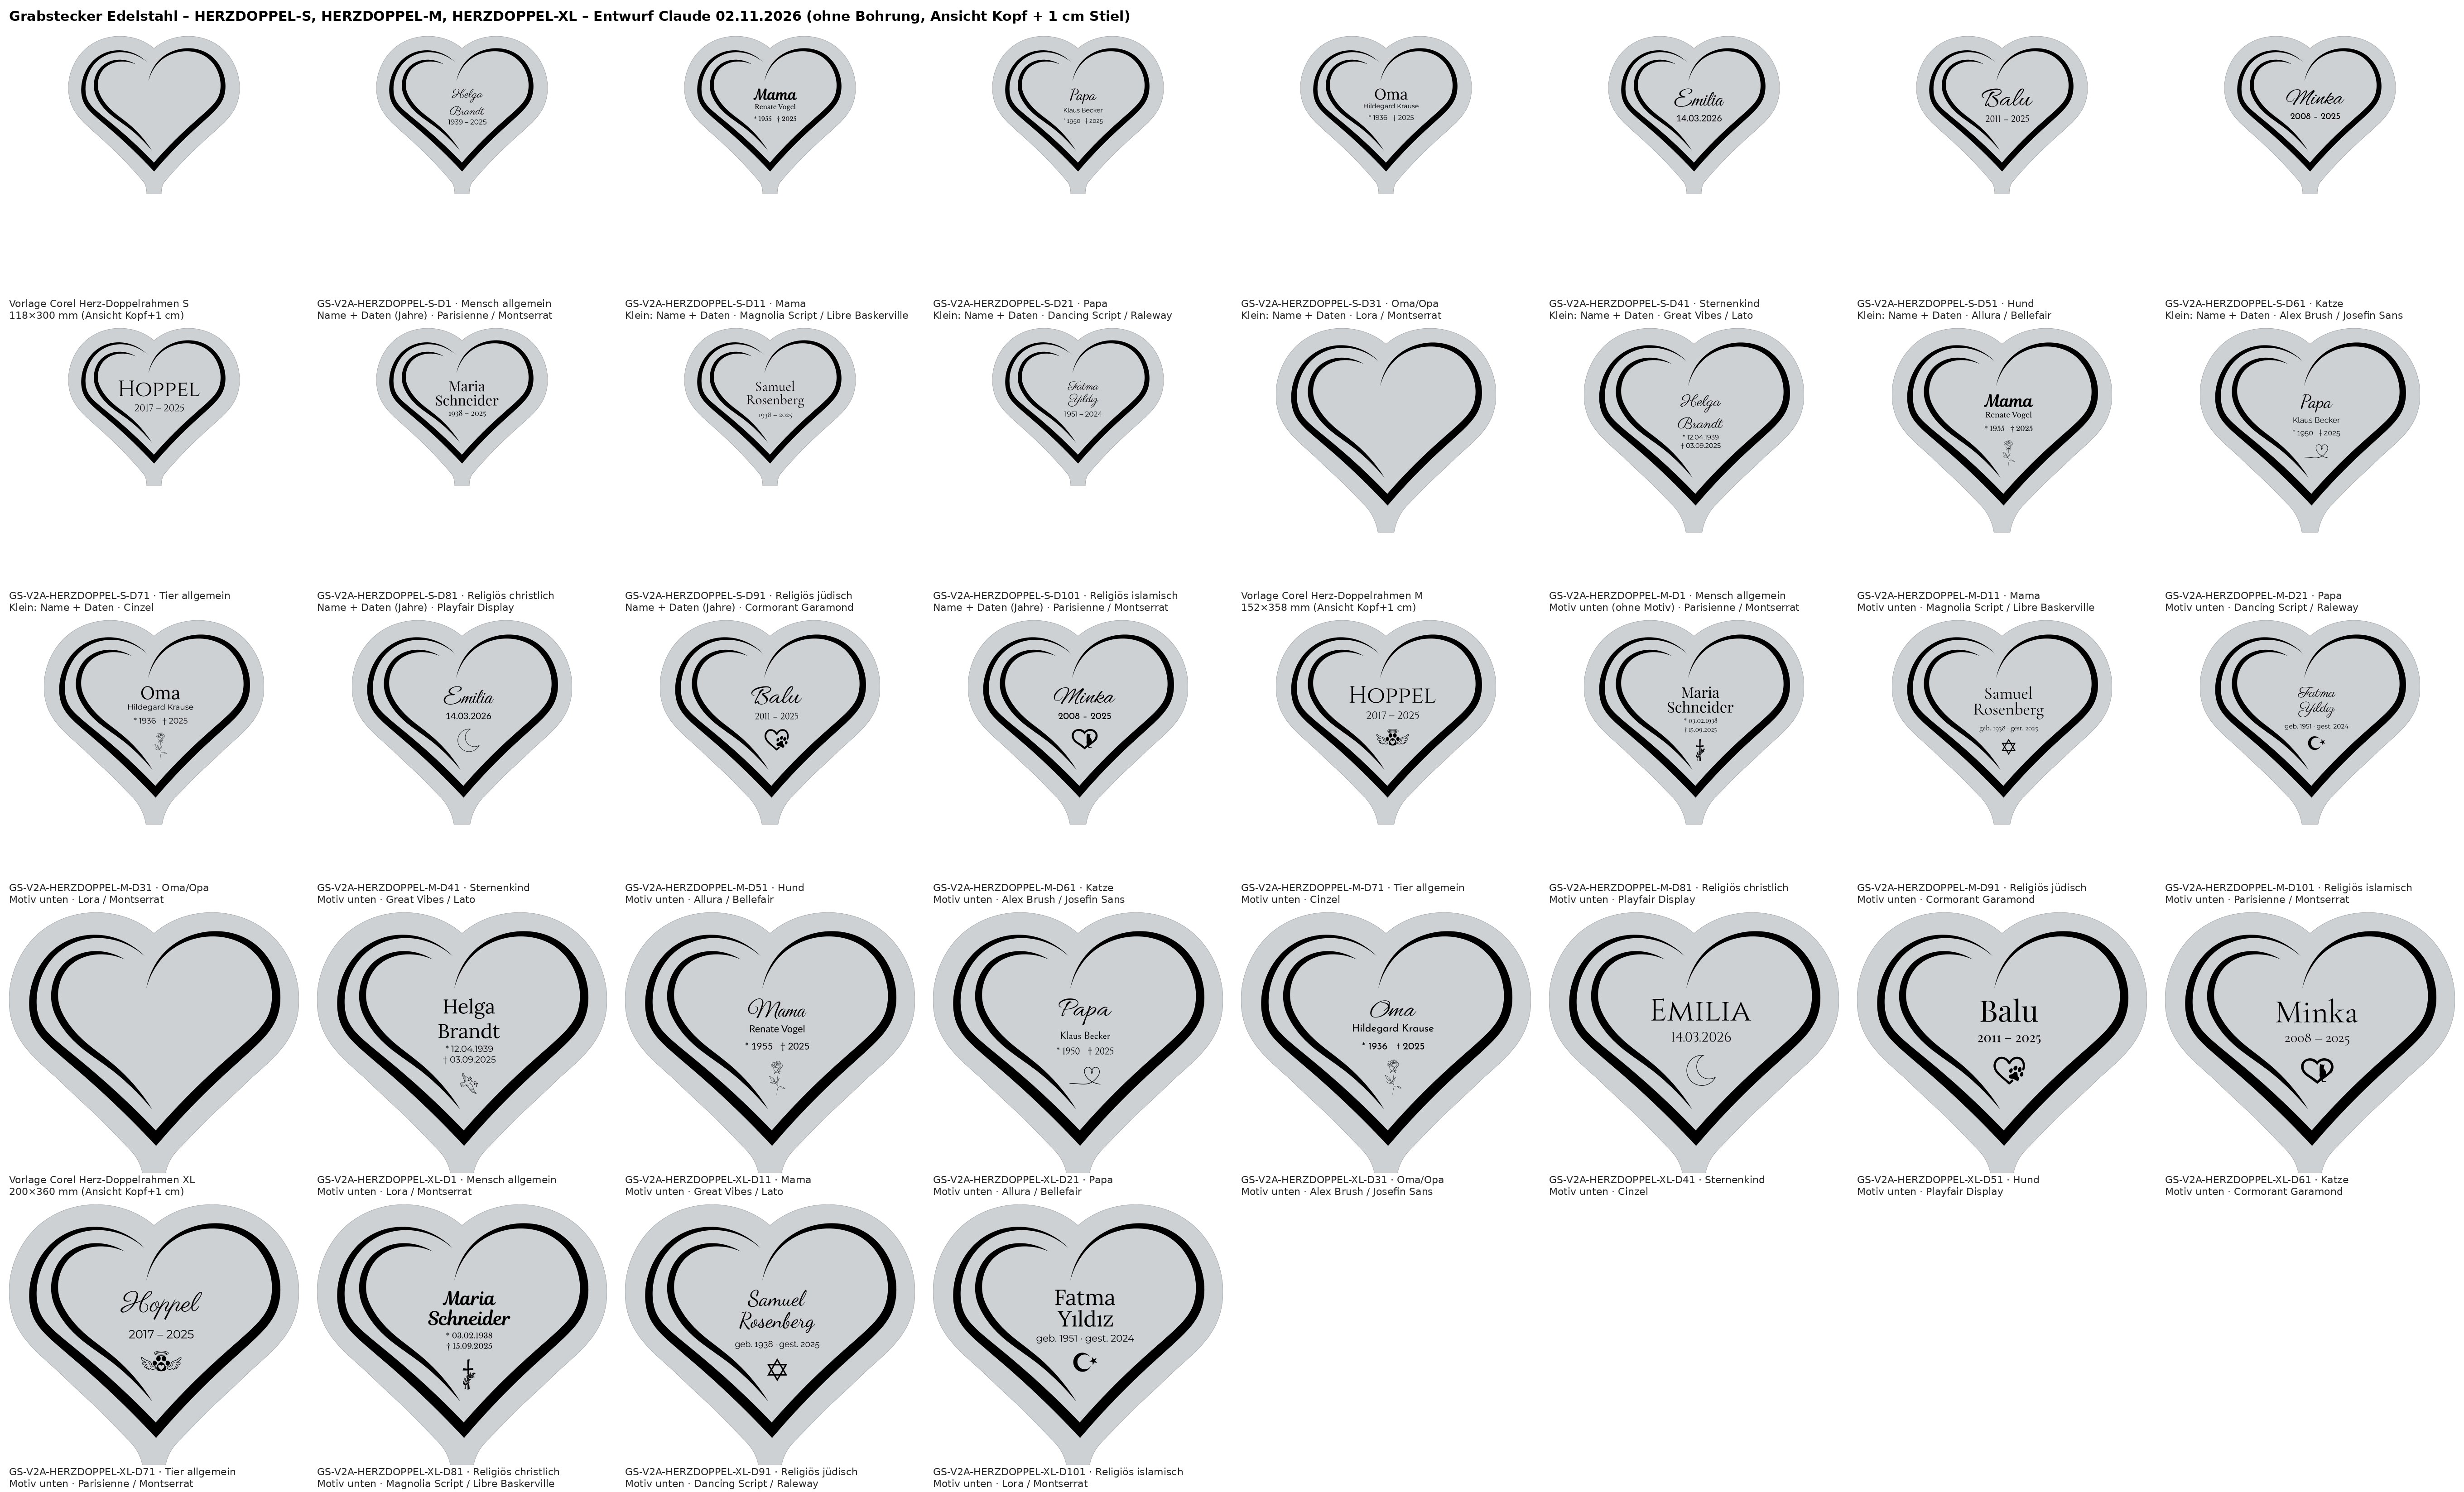 Grabstecker Edelstahl – HERZDOPPEL-S, HERZDOPPEL-M, HERZDOPPEL-XL – Entwurf Claude 02.11.2026 (ohne Bohrung, Ansicht Kopf + 1 cm Stiel)
Vorlage Corel Herz-Doppelrahmen S
118×300 mm (Ansicht Kopf+1 cm)
Helga
Brandt
1939 – 2025
GS-V2A-HERZDOPPEL-S-D1 · Mensch allgemein
Name + Daten (Jahre) · Parisienne / Montserrat
Mama
Renate Vogel
* 1955 † 2025
GS-V2A-HERZDOPPEL-S-D11 · Mama
Klein: Name + Daten · Magnolia Script / Libre Baskerville
Papa
Klaus Becker
* 1950 † 2025
GS-V2A-HERZDOPPEL-S-D21 · Papa
Klein: Name + Daten · Dancing Script / Raleway
Oma
Hildegard Krause
* 1936 † 2025
GS-V2A-HERZDOPPEL-S-D31 · Oma/Opa
Klein: Name + Daten · Lora / Montserrat
Emilia
14.03.2026
GS-V2A-HERZDOPPEL-S-D41 · Sternenkind
Klein: Name + Daten · Great Vibes / Lato
Balu
2011 – 2025
GS-V2A-HERZDOPPEL-S-D51 · Hund
Klein: Name + Daten · Allura / Bellefair
Minka
2008 – 2025
GS-V2A-HERZDOPPEL-S-D61 · Katze
Klein: Name + Daten · Alex Brush / Josefin Sans
HOPPEL
2017 – 2025
GS-V2A-HERZDOPPEL-S-D71 · Tier allgemein
Klein: Name + Daten · Cinzel
Maria
Schneider
1938 – 2025
GS-V2A-HERZDOPPEL-S-D81 · Religiös christlich
Name + Daten (Jahre) · Playfair Display
Samuel
Rosenberg
1938 – 2025
GS-V2A-HERZDOPPEL-S-D91 · Religiös jüdisch
Name + Daten (Jahre) · Cormorant Garamond
Fatma
Yıldız
1951 – 2024
GS-V2A-HERZDOPPEL-S-D101 · Religiös islamisch
Name + Daten (Jahre) · Parisienne / Montserrat
Vorlage Corel Herz-Doppelrahmen M
152×358 mm (Ansicht Kopf+1 cm)
Helga
Brandt
* 12.04.1939
† 03.09.2025
GS-V2A-HERZDOPPEL-M-D1 · Mensch allgemein
Motiv unten (ohne Motiv) · Parisienne / Montserrat
Mama
Renate Vogel
* 1955 † 2025
GS-V2A-HERZDOPPEL-M-D11 · Mama
Motiv unten · Magnolia Script / Libre Baskerville
Papa
Klaus Becker
* 1950 † 2025
GS-V2A-HERZDOPPEL-M-D21 · Papa
Motiv unten · Dancing Script / Raleway
Oma
Hildegard Krause
* 1936 † 2025
GS-V2A-HERZDOPPEL-M-D31 · Oma/Opa
Motiv unten · Lora / Montserrat
Emilia
14.03.2026
GS-V2A-HERZDOPPEL-M-D41 · Sternenkind
Motiv unten · Great Vibes / Lato
Balu
2011 – 2025
GS-V2A-HERZDOPPEL-M-D51 · Hund
Motiv unten · Allura / Bellefair
Minka
2008 – 2025
GS-V2A-HERZDOPPEL-M-D61 · Katze
Motiv unten · Alex Brush / Josefin Sans
HOPPEL
2017 – 2025
GS-V2A-HERZDOPPEL-M-D71 · Tier allgemein
Motiv unten · Cinzel
Maria
Schneider
* 03.02.1938
† 15.09.2025
GS-V2A-HERZDOPPEL-M-D81 · Religiös christlich
Motiv unten · Playfair Display
Samuel
Rosenberg
geb. 1938 · gest. 2025
GS-V2A-HERZDOPPEL-M-D91 · Religiös jüdisch
Motiv unten · Cormorant Garamond
Fatma
Yıldız
geb. 1951 · gest. 2024
GS-V2A-HERZDOPPEL-M-D101 · Religiös islamisch
Motiv unten · Parisienne / Montserrat
Vorlage Corel Herz-Doppelrahmen XL
200×360 mm (Ansicht Kopf+1 cm)
Helga
Brandt
* 12.04.1939
† 03.09.2025
GS-V2A-HERZDOPPEL-XL-D1 · Mensch allgemein
Motiv unten · Lora / Montserrat
Mama
Renate Vogel
* 1955 † 2025
GS-V2A-HERZDOPPEL-XL-D11 · Mama
Motiv unten · Great Vibes / Lato
Papa
Klaus Becker
* 1950 † 2025
GS-V2A-HERZDOPPEL-XL-D21 · Papa
Motiv unten · Allura / Bellefair
Oma
Hildegard Krause
* 1936 † 2025
GS-V2A-HERZDOPPEL-XL-D31 · Oma/Opa
Motiv unten · Alex Brush / Josefin Sans
EMILIA
14.03.2026
GS-V2A-HERZDOPPEL-XL-D41 · Sternenkind
Motiv unten · Cinzel
Balu
2011 – 2025
GS-V2A-HERZDOPPEL-XL-D51 · Hund
Motiv unten · Playfair Display
Minka
2008 – 2025
GS-V2A-HERZDOPPEL-XL-D61 · Katze
Motiv unten · Cormorant Garamond
Hoppel
2017 – 2025
GS-V2A-HERZDOPPEL-XL-D71 · Tier allgemein
Motiv unten · Parisienne / Montserrat
Maria
Schneider
* 03.02.1938
† 15.09.2025
GS-V2A-HERZDOPPEL-XL-D81 · Religiös christlich
Motiv unten · Magnolia Script / Libre Baskerville
Samuel
Rosenberg
geb. 1938 · gest. 2025
GS-V2A-HERZDOPPEL-XL-D91 · Religiös jüdisch
Motiv unten · Dancing Script / Raleway
Fatma
Yıldız
geb. 1951 · gest. 2024
GS-V2A-HERZDOPPEL-XL-D101 · Religiös islamisch
Motiv unten · Lora / Montserrat